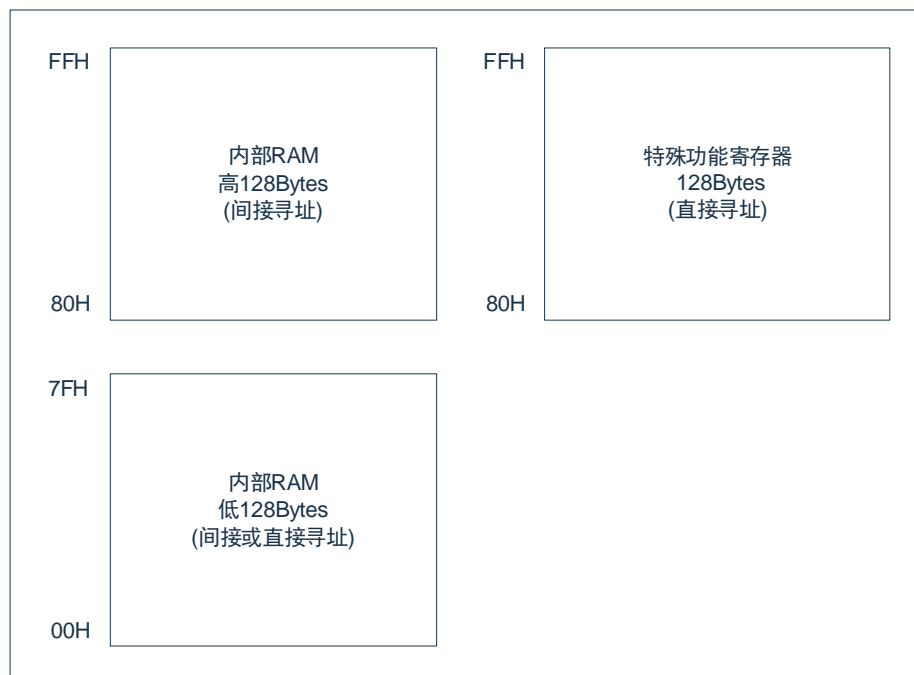 FFH
内部RAM
高128Bytes
(间接寻址)
80H
FFH
特殊功能寄存器
128Bytes
(直接寻址)
80H
7FH
内部RAM
低128Bytes
(间接或直接寻址)
00H